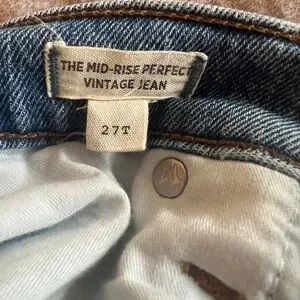 THE MID-RISE PERFECT
VINTAGE JEAN
27T